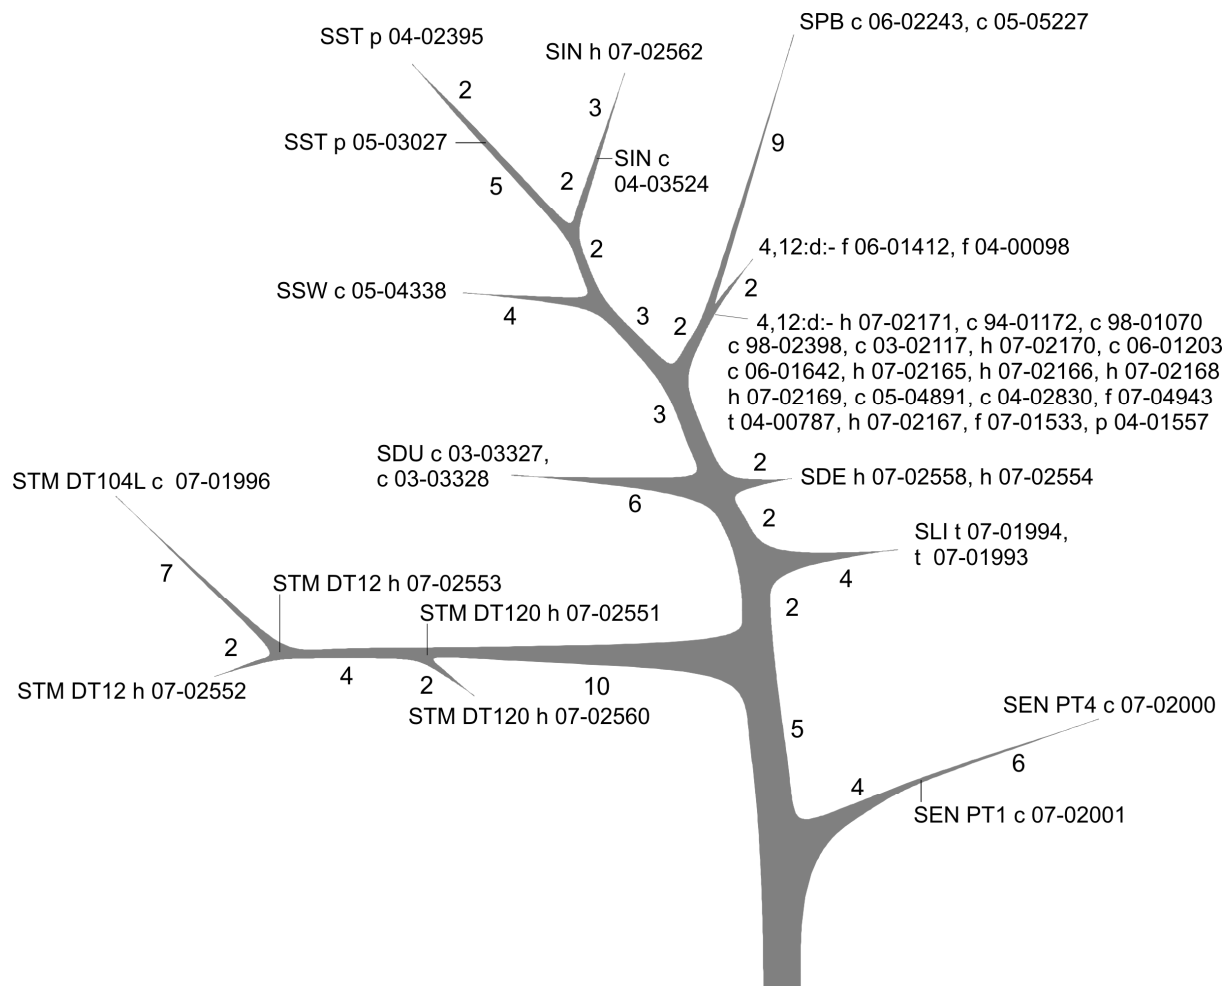 SPB c 06-02243, c 05-05227
SST p 04-02395
SIN h 07-02562
2
3
9
SST p 05-03027
SIN c
04-03524
5
2
2
4,12:d:- f 06-01412, f 04-00098
SSW c 05-04338
2
4
3
2
4,12:d:- h 07-02171, c 94-01172, c 98-01070
c 98-02398, c 03-02117, h 07-02170, c 06-01203
c 06-01642, h 07-02165, h 07-02166, h 07-02168
h 07-02169, c 05-04891, c 04-02830, f 07-04943
t 04-00787, h 07-02167, f 07-01533, p 04-01557
3
SDU c 03-03327,
c 03-03328
2
SDE h 07-02558, h 07-02554
STM DT104L c  07-01996
6
2
SLI t 07-01994,
t  07-01993
7
4
STM DT12 h 07-02553
STM DT120 h 07-02551
2
2
4
2
10
STM DT12 h 07-02552
STM DT120 h 07-02560
SEN PT4 c 07-02000
5
6
4
SEN PT1 c 07-02001